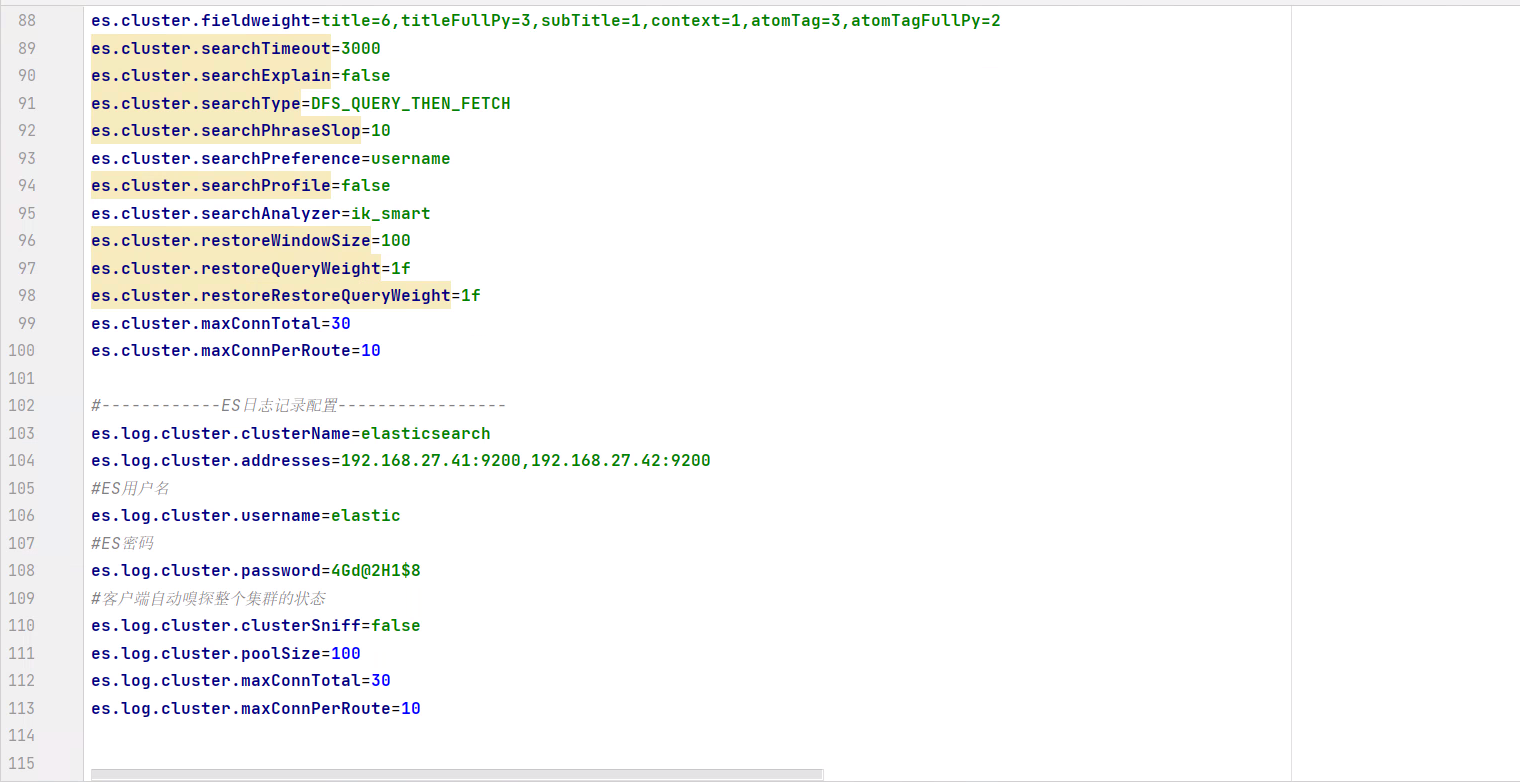 88 es.cluster.fieldweight=title=6,titleFullPy=3,subTitle=1,context=1,atomTag=3,atomTagFullPy=2
89 es.cluster.searchTimeout=3000
90 es.cluster.searchExplain=false
91 es.cluster.searchType=DFS_QUERY_THEN_FETCH
92 es.cluster.searchPhraseSlop=10
93 es.cluster.searchPreference=username
94 es.cluster.searchProfile=false
95 es.cluster.searchAnalyzer=ik_smart
96 es.cluster.restoreWindowSize=100
97 es.cluster.restoreQueryWeight=1f
98 es.cluster.restoreRestoreQueryWeight=1f
99 es.cluster.maxConnTotal=30
100 es.cluster.maxConnPerRoute=10
101
102 #------------ES日志记录配置-----------------
103 es.log.cluster.clusterName=elasticsearch
104 es.log.cluster.addresses=192.168.27.41:9200,192.168.27.42:9200
105 #ES用户名
106 es.log.cluster.username=elastic
107 #ES密码
108 es.log.cluster.password=4Gd@2H1$8
109 #客户端自动嗅探整个集群的状态
110 es.log.cluster.clusterSniff=false
111 es.log.cluster.poolSize=100
112 es.log.cluster.maxConnTotal=30
113 es.log.cluster.maxConnPerRoute=10
114
115